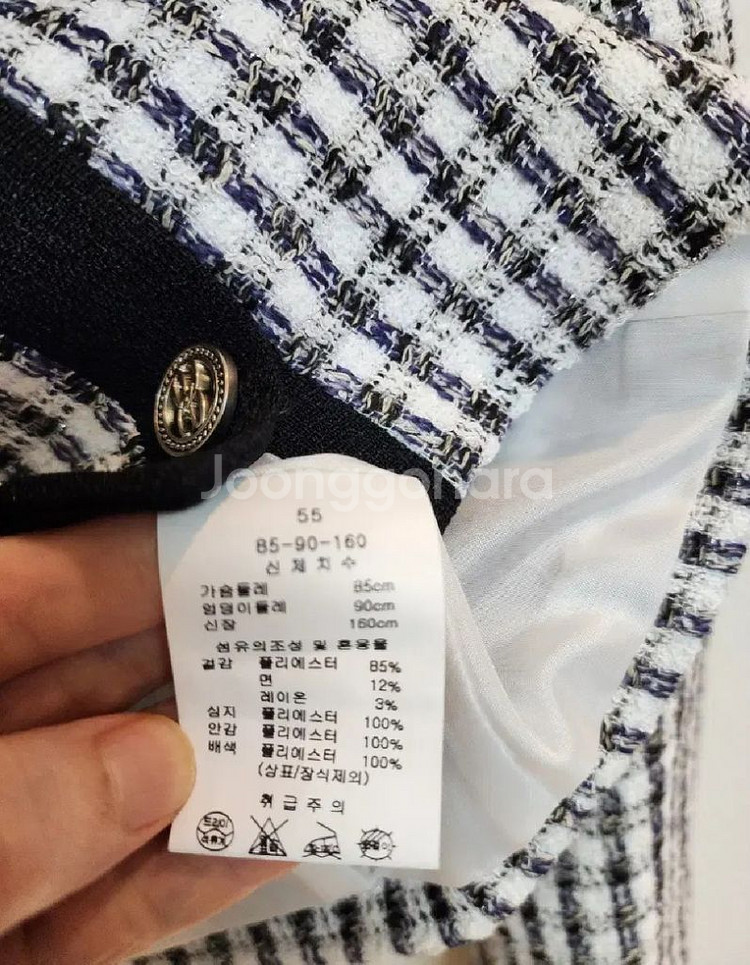 Joonggonara
55
85-90-160
신체치수
가슴둘레 85cm
엉덩이둘레 90cm
신장 160cm
섬유의조성 및 혼용율
겉감 폴리에스터 85%
면 12%
레이온 3%
심지 폴리에스터 100%
안감 폴리에스터 100%
배색 폴리에스터 100%
(상표/장식제외)
취급주의
드라이